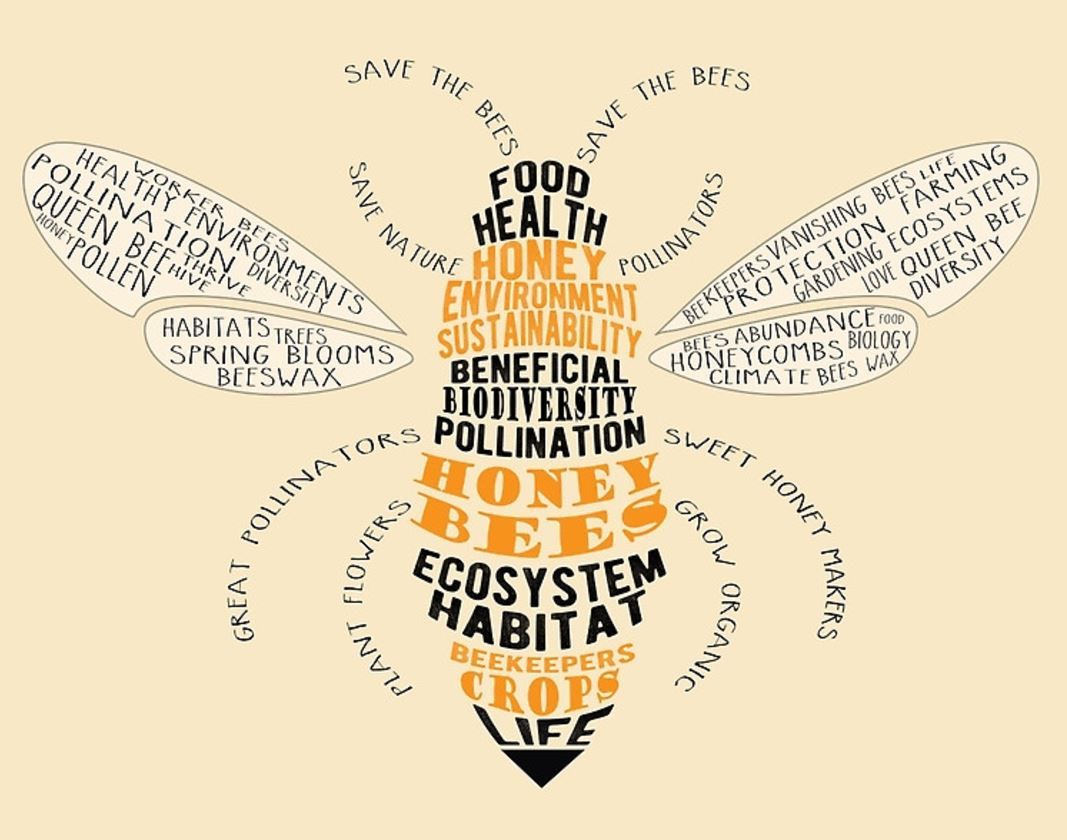 SAVE THE BEES
SAVE THE BEES
SAVE NATURE
POLLINATORS
WORKER BEES
HEALTHY ENVIRONMENTS
POLLINATION
DIVERSITY
QUEEN BEE
THRIVE
HONEY
HIVE
POLLEN
HABITATS TREES
SPRING BLOOMS
BEESWAX
FOOD
HEALTH
HONEY
ENVIRONMENT
SUSTAINABILITY
BENEFICIAL
BIODIVERSITY
POLLINATION
HONEY
BEES
ECOSYSTEM
HABITAT
BEEKEEPERS
CROPS
LIFE
BEEKEEPERS VANISHING BEES LIFE
PROTECTION FARMING
GARDENING ECOSYSTEMS
LOVE QUEEN BEE
DIVERSITY
BEES ABUNDANCE FOOD
HONEYCOMBS BIOLOGY
CLIMATE BEES WAX
GREAT POLLINATORS
PLANT FLOWERS
SWEET HONEY MAKERS
GROW ORGANIC